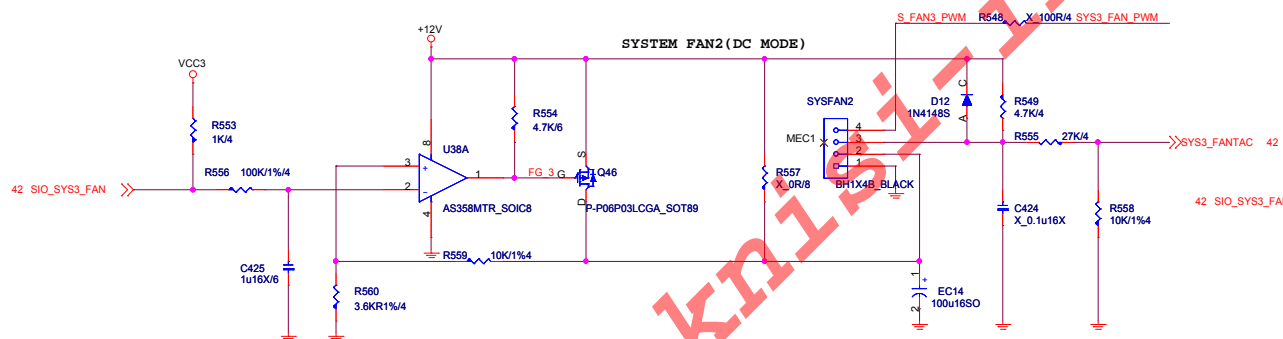 S_FAN3_PWM R548 X_100R/4 SYS3_FAN_PWM
+12V
SYSTEM FAN2(DC MODE)
VCC3
SYSFAN2
D12
1N4148S
C
A
R549
4.7K/4
R553
1K/4
R554
4.7K/6
MEC1
4
3
2
1
BH1X4B_BLACK
R555 27K/4
SYS3_FANTAC 42
U38A
8
3
+
2
-
1
4
AS358MTR_SOIC8
FG_3 G
S
D
Q46
P-P06P03LCGA_SOT89
R556 100K/1%/4
42 SIO_SYS3_FAN
R557
X_0R/8
C424
X_0.1u16X
R558
10K/1%4
42 SIO_SYS3_FA
R559 10K/1%4
C425
1u16X/6
R560
3.6KR1%/4
1
+
EC14
100u16SO
2
knisi-